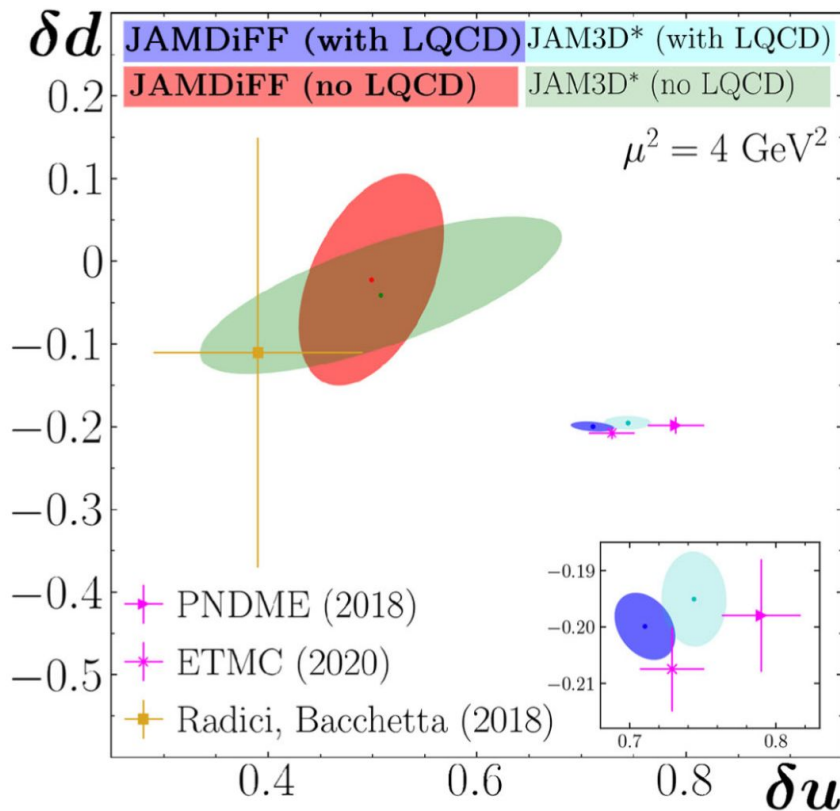 δd
JAMDiFF (with LQCD) JAM3D* (with LQCD)
JAMDiFF (no LQCD) JAM3D* (no LQCD)
μ² = 4 GeV²
0.2
0.1
0
−0.1
−0.2
−0.3
−0.4
−0.5
PNDME (2018)
ETMC (2020)
Radici, Bacchetta (2018)
−0.19
−0.20
−0.21
0.7 0.8
0.4 0.6 0.8
δu